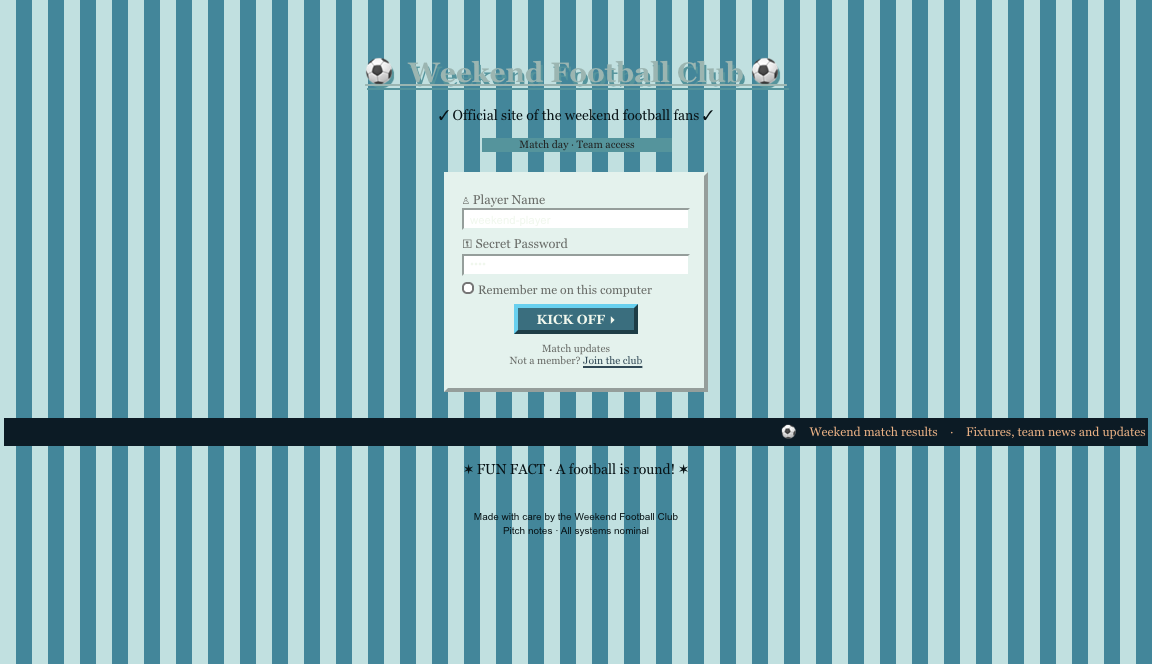 ⚽ Weekend Football Club ⚽
✓Official site of the weekend football fans✓
Match day · Team access
Player Name
weekend-player
Secret Password
Remember me on this computer
KICK OFF
Match updates
Not a member? Join the club
⚽ Weekend match results · Fixtures, team news and updates
✶ FUN FACT · A football is round! ✶
Made with care by the Weekend Football Club
Pitch notes · All systems nominal